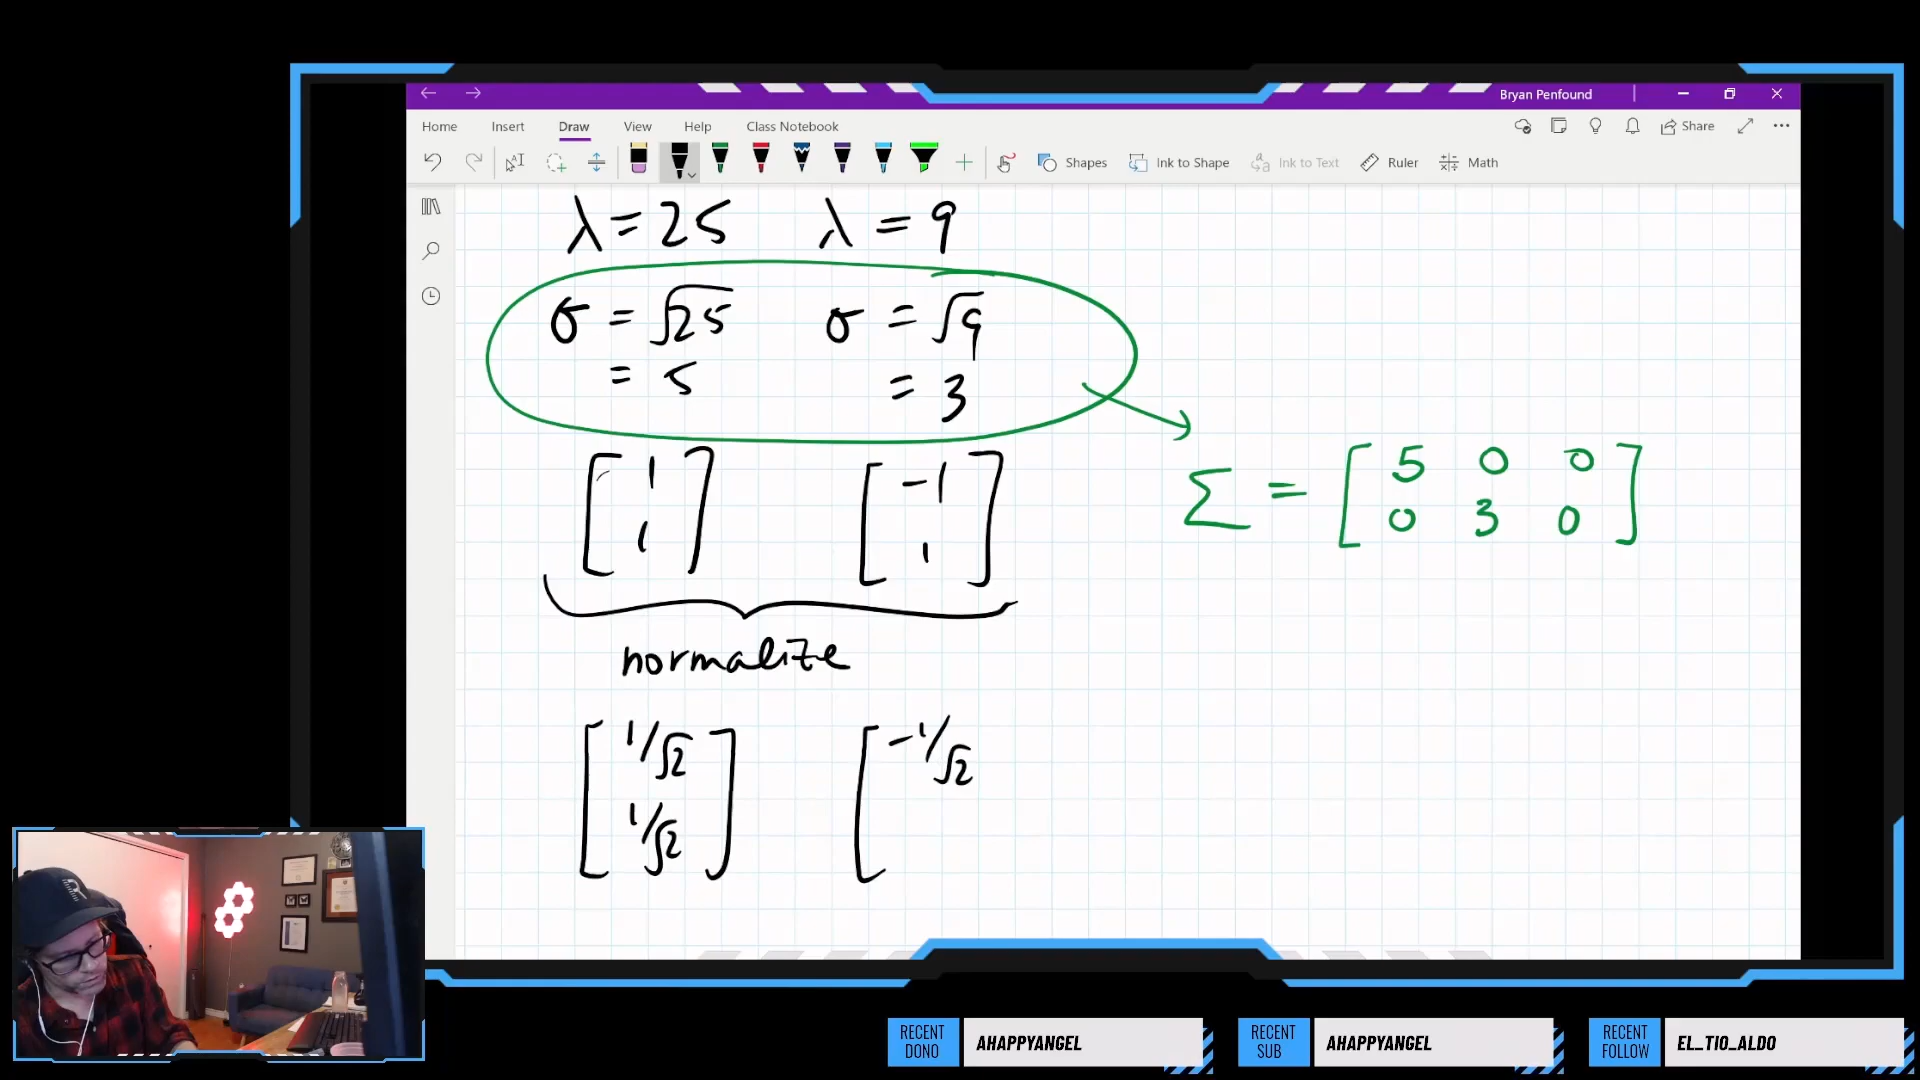 Bryan Penfound
Home Insert Draw View Help Class Notebook Share
Shapes Ink to Shape Ink to Text Ruler Math
λ = 25 λ = 9
σ = √25 σ = √9
= 5 = 3
[1 1] [-1 1]
Σ = [5 0 0
0 3 0]
normalize
[1/√2 [-1/√2
1/√2]
RECENT DONO AHAPPYANGEL
RECENT SUB AHAPPYANGEL
RECENT FOLLOW EL_TIO_ALDO